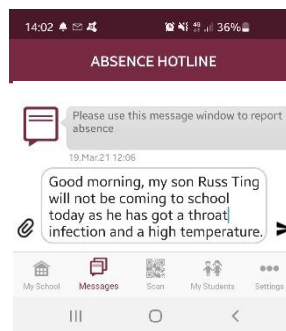 14:02 36%
ABSENCE HOTLINE
Please use this message window to report
absence
19.Mar.21 12:06
Good morning, my son Russ Ting
will not be coming to school
today as he has got a throat
infection and a high temperature.
My School Messages Scan My Students Settings